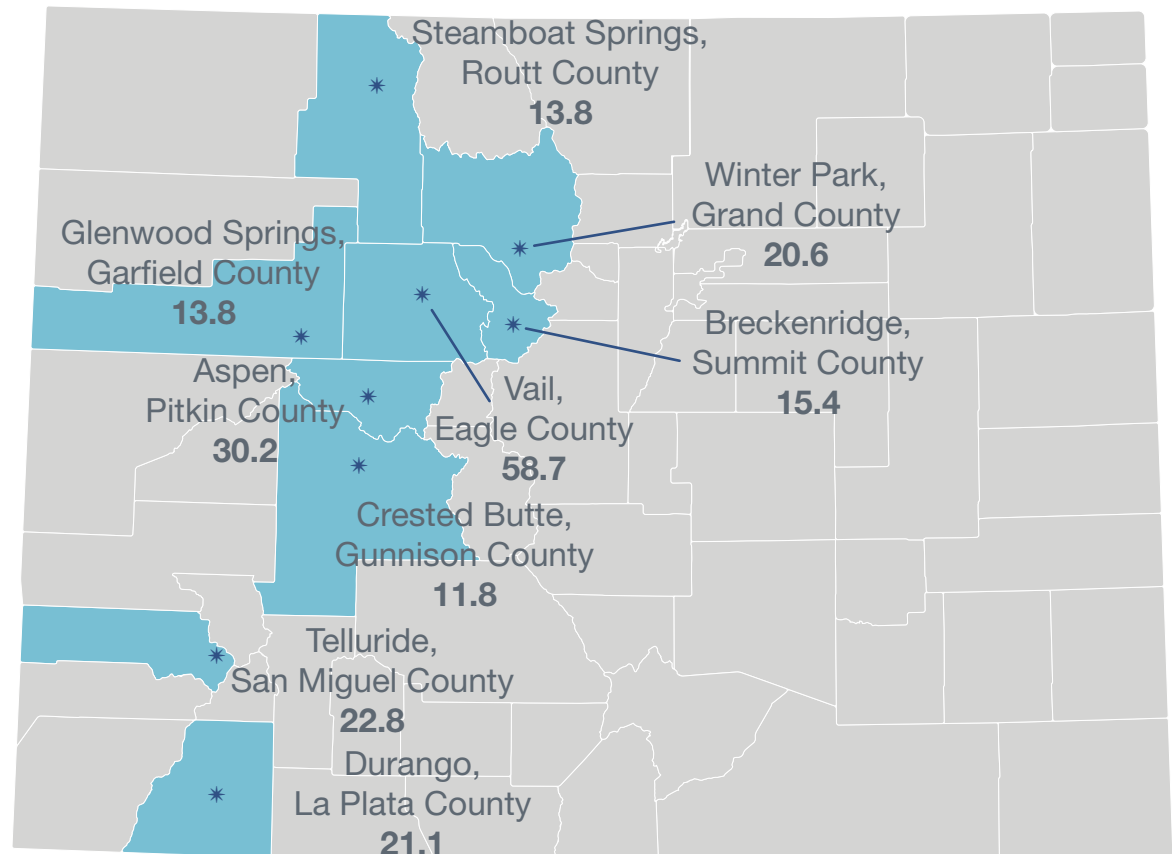 Steamboat Springs,
Routt County
13.8
Winter Park,
Grand County
20.6
Glenwood Springs,
Garfield County
13.8
Breckenridge,
Summit County
15.4
Aspen,
Pitkin County
30.2
Vail,
Eagle County
58.7
Crested Butte,
Gunnison County
11.8
Telluride,
San Miguel County
22.8
Durango,
La Plata County
21.1